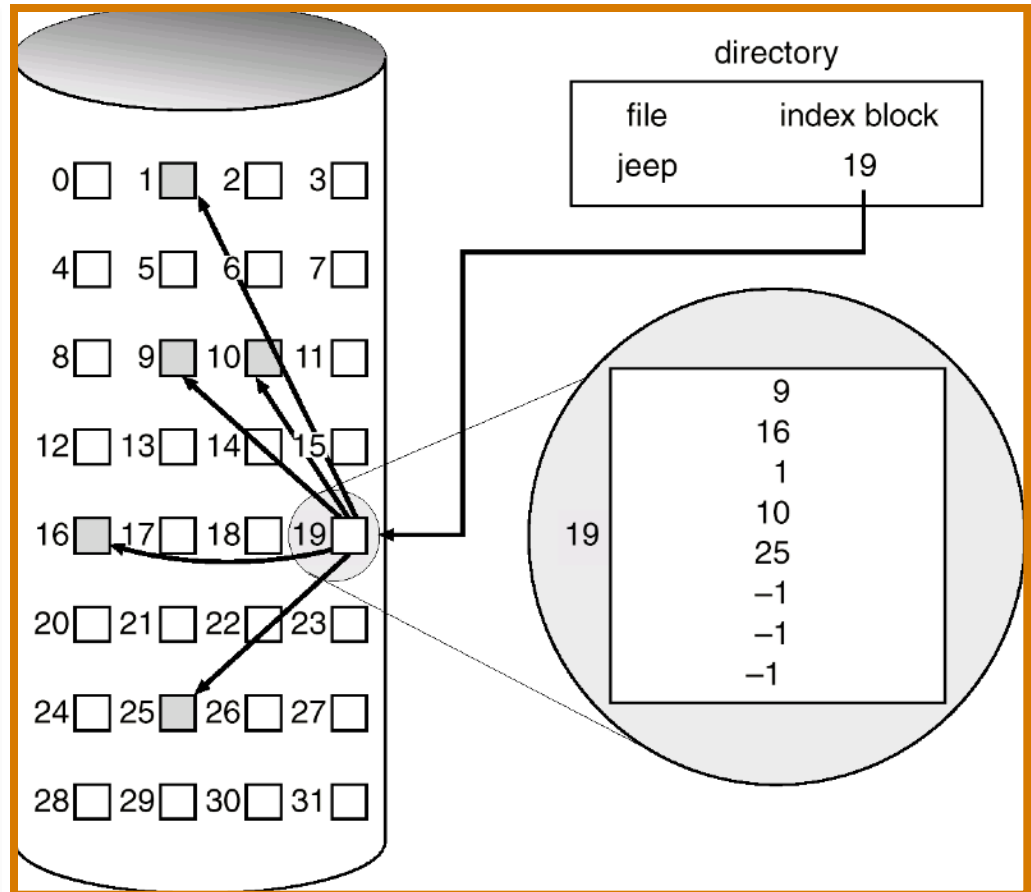 directory
file index block
jeep 19
0 1 2 3
4 5 6 7
8 9 10 11
12 13 14 15
16 17 18 19
20 21 22 23
24 25 26 27
28 29 30 31
19
9
16
1
10
25
–1
–1
–1